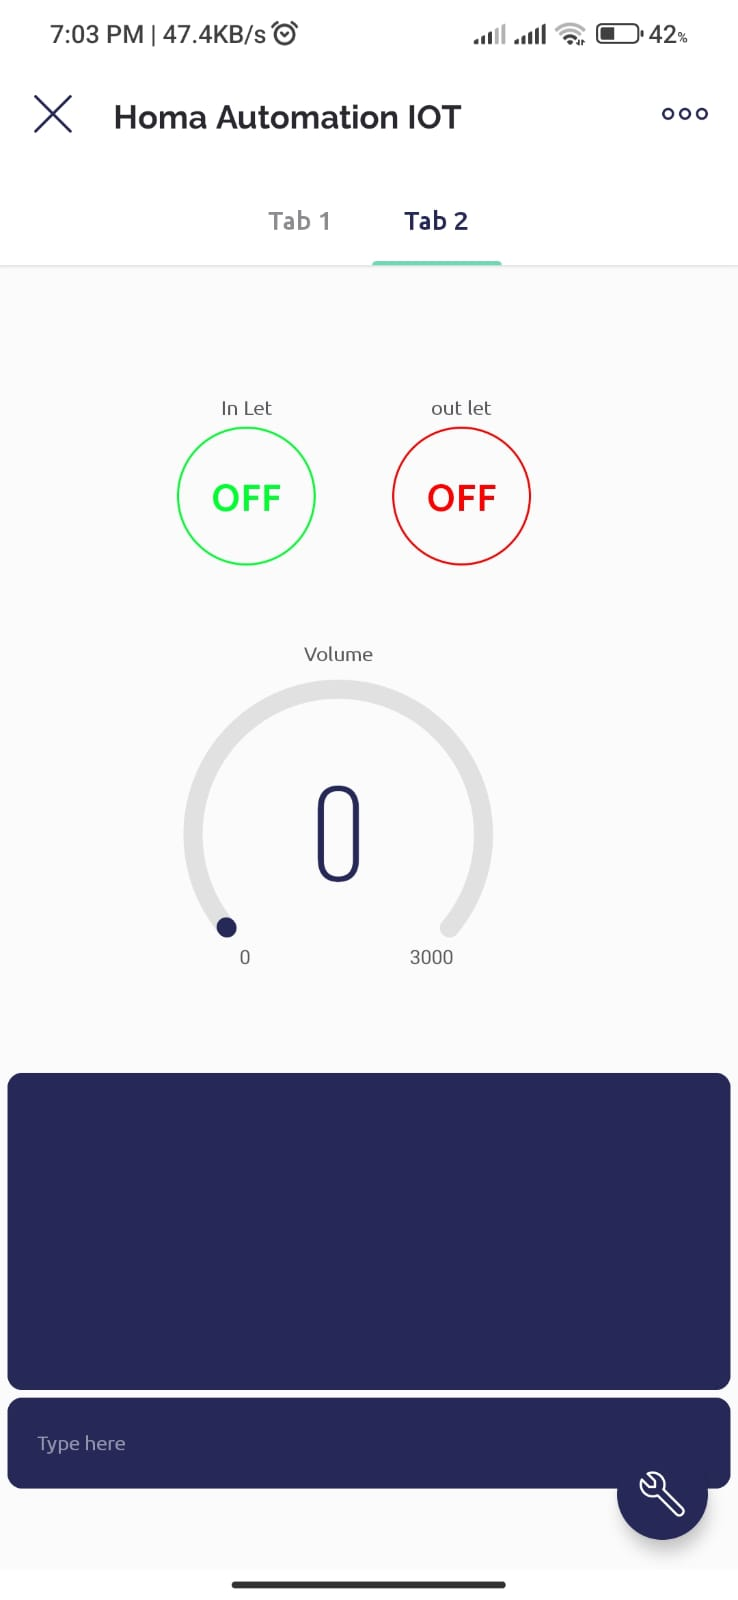 7:03 PM | 47.4KB/s 42%
Homa Automation IOT
Tab 1 Tab 2
In Let out let
OFF OFF
Volume
0
0 3000
Type here